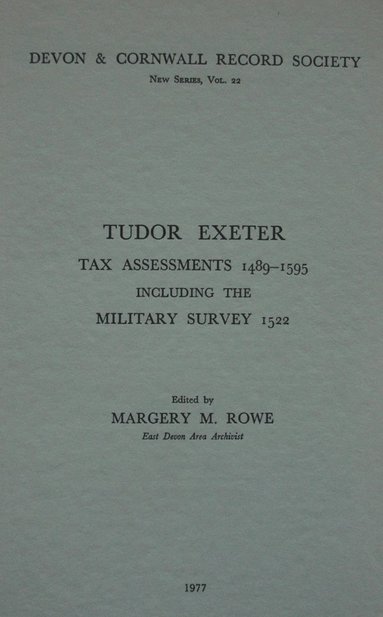 DEVON & CORNWALL RECORD SOCIETY
New Series, Vol. 22
TUDOR EXETER
TAX ASSESSMENTS 1489–1595
INCLUDING THE
MILITARY SURVEY 1522
Edited by
MARGERY M. ROWE
East Devon Area Archivist
1977